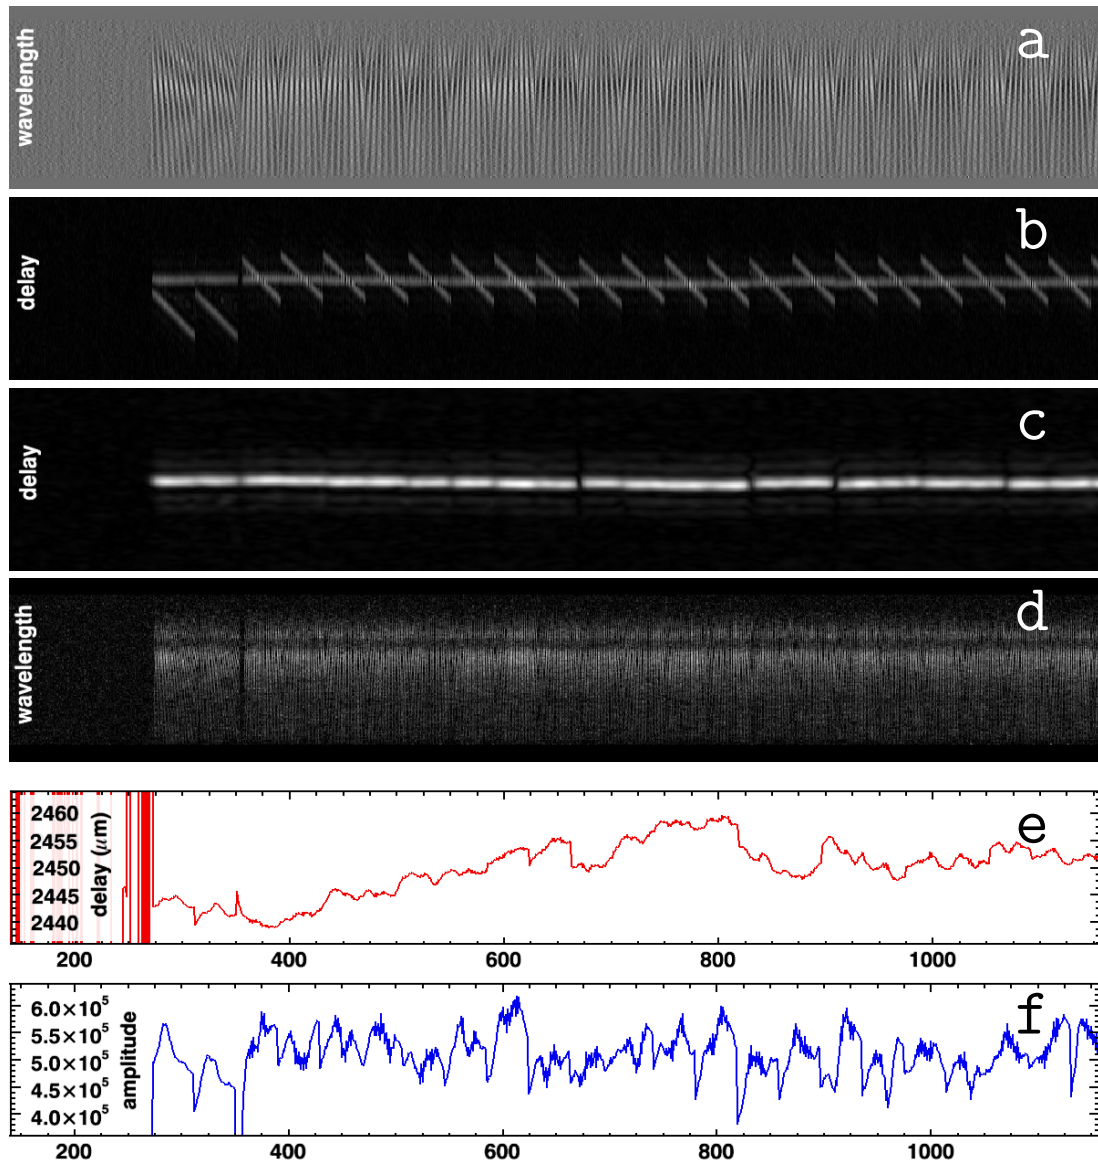 wavelength
a
delay
b
delay
c
wavelength
d
delay (μm)
2460
2455
2450
2445
2440
e
200 400 600 800 1000
amplitude
6.0×10⁵
5.5×10⁵
5.0×10⁵
4.5×10⁵
4.0×10⁵
f
200 400 600 800 1000